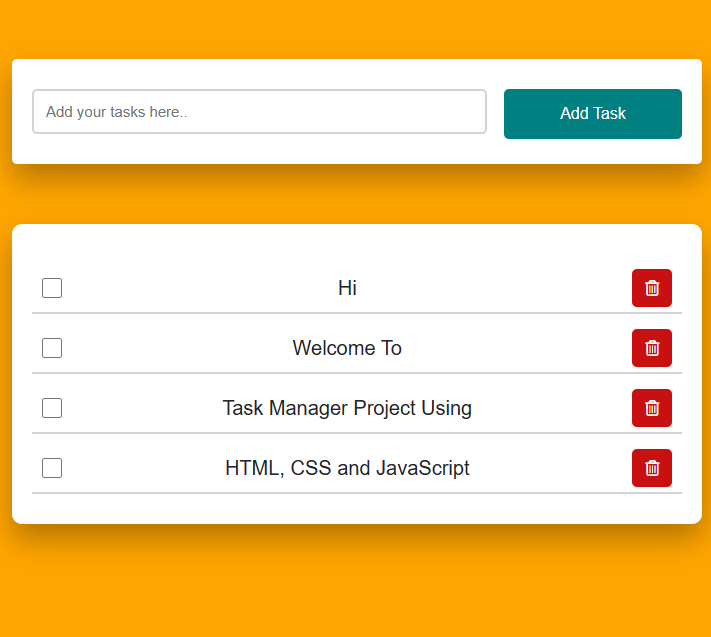 Add your tasks here..
Add Task
Hi
Welcome To
Task Manager Project Using
HTML, CSS and JavaScript